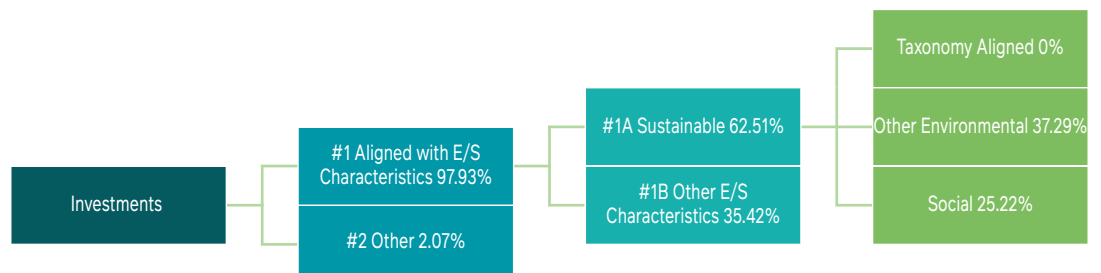 Investments
#1 Aligned with E/S
Characteristics 97.93%
#2 Other 2.07%
#1A Sustainable 62.51%
#1B Other E/S
Characteristics 35.42%
Taxonomy Aligned 0%
Other Environmental 37.29%
Social 25.22%